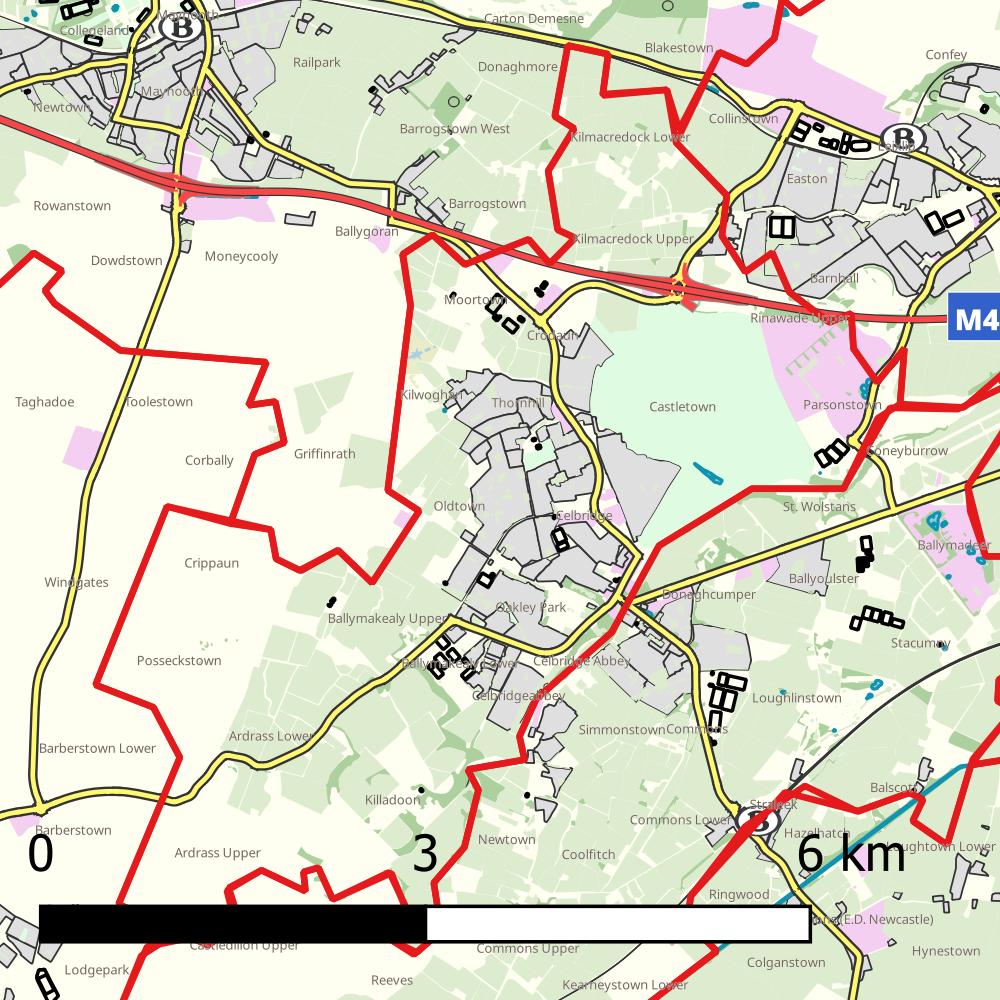 Maynooth
Carton Demesne
Collegeland
Blakestown
Confey
Railpark
Donaghmore
Maynooth
Newtown
Collinstown
Barrogstown West
Kilmacredock Lower
B
B
Leixlip
Easton
Rowanstown
Barrogstown
Ballygoran
Kilmacredock Upper
Dowdstown
Moneycooly
Barnhall
Moortown
Rinawade Upper
M4
Crodaun
Taghadoe
Toolestown
Kilwoghan
Thornhill
Castletown
Parsonstown
Corbally
Griffinrath
Coneyburrow
Oldtown
Celbridge
St. Wolstans
Ballymadeer
Crippaun
Windgates
Ballyoulster
Donaghcumper
Oakley Park
Ballymakealy Upper
Stacumny
Posseckstown
Ballymakealy Lower
Celbridge Abbey
Celbridgeabbey
Loughlinstown
Simmonstown
Commons
Ardrass Lower
Barberstown Lower
Balscott
Killadoon
Straleek
B
Commons Lower
Barberstown
Hazelhatch
Newtown
Loughtown Lower
Ardrass Upper
Coolfitch
0
3
6 km
Ringwood
(E.D. Newcastle)
Castledillon Upper
Commons Upper
Hynestown
Lodgepark
Colganstown
Reeves
Kearneystown Lower